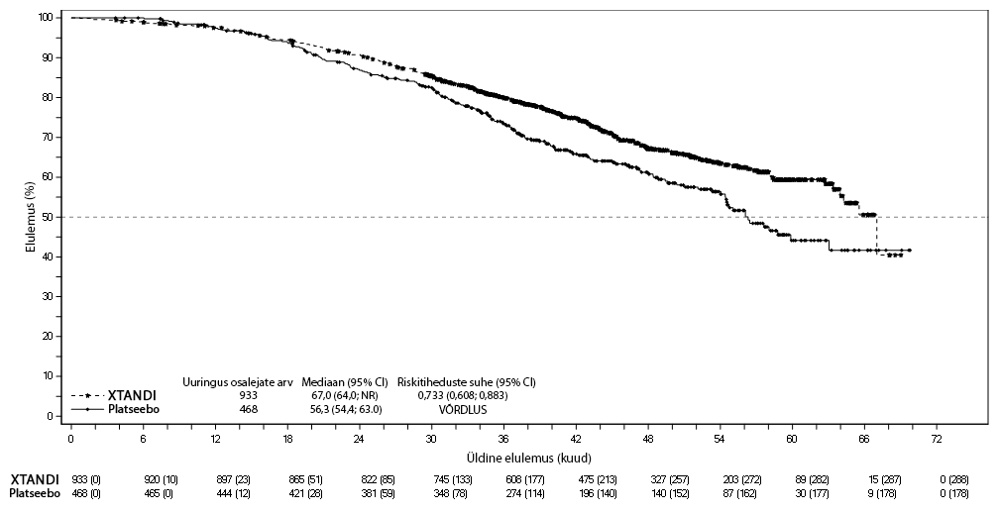 100
90
80
70
60
50
40
30
20
10
0
Elulemus (%)
Uuringus osalejate arv Mediaan (95% CI) Riskitiheduste suhe (95% CI)
XTANDI 933 67,0 (64,0; NR) 0,733 (0,608; 0,883)
Platseebo 468 56,3 (54,4; 63.0) VÕRDLUS
0 6 12 18 24 30 36 42 48 54 60 66 72
Üldine elulemus (kuud)
XTANDI 933 (0) 920 (10) 897 (23) 865 (51) 822 (85) 745 (133) 608 (177) 475 (213) 327 (257) 203 (272) 89 (282) 15 (287) 0 (288)
Platseebo 468 (0) 465 (0) 444 (12) 421 (28) 381 (59) 348 (78) 274 (114) 196 (140) 140 (152) 87 (162) 30 (177) 9 (178) 0 (178)